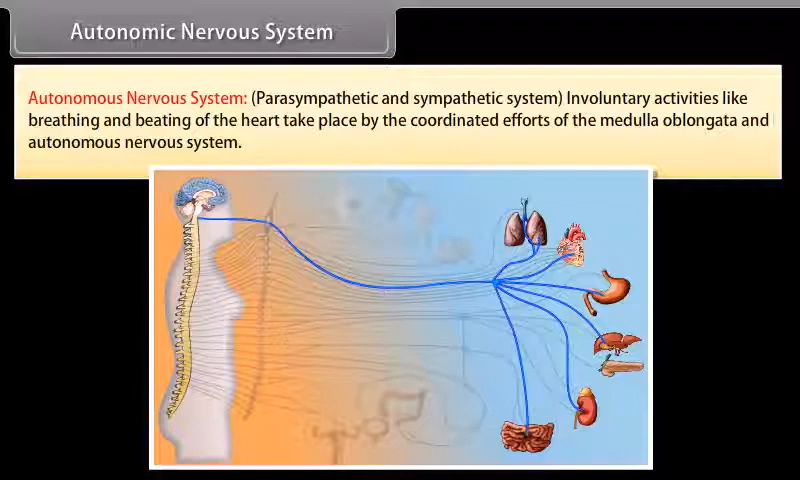 Autonomic Nervous System
Autonomous Nervous System: (Parasympathetic and sympathetic system) Involuntary activities like
breathing and beating of the heart take place by the coordinated efforts of the medulla oblongata and
autonomous nervous system.